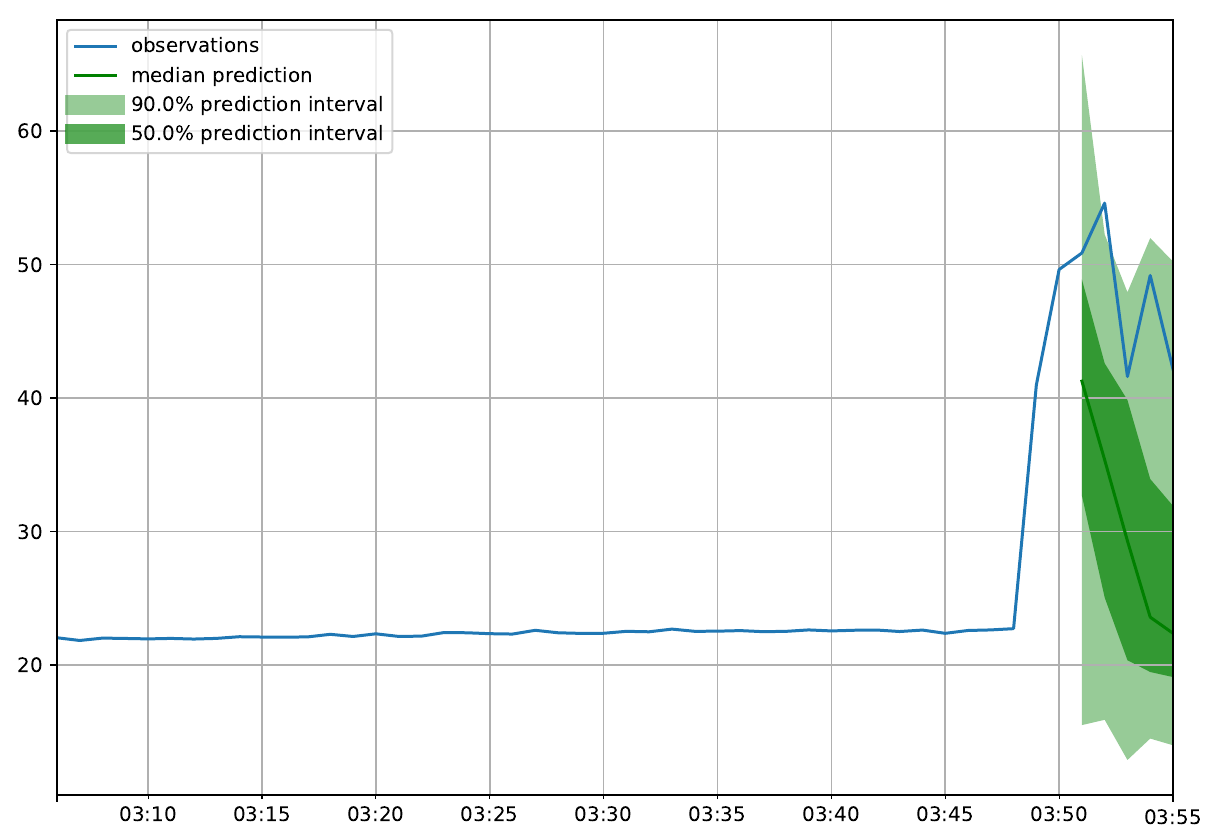 observations
median prediction
90.0% prediction interval
50.0% prediction interval
60
50
40
30
20
03:10 03:15 03:20 03:25 03:30 03:35 03:40 03:45 03:50 03:55